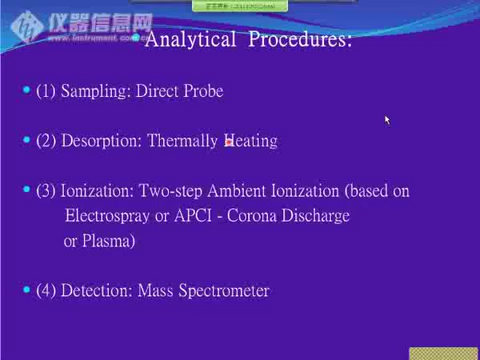 仪器信息网
www.instrument.com.cn
• Analytical Procedures:
• (1) Sampling: Direct Probe
• (2) Desorption: Thermally Heating
• (3) Ionization: Two-step Ambient Ionization (based on
Electrospray or APCI - Corona Discharge
or Plasma)
• (4) Detection: Mass Spectrometer